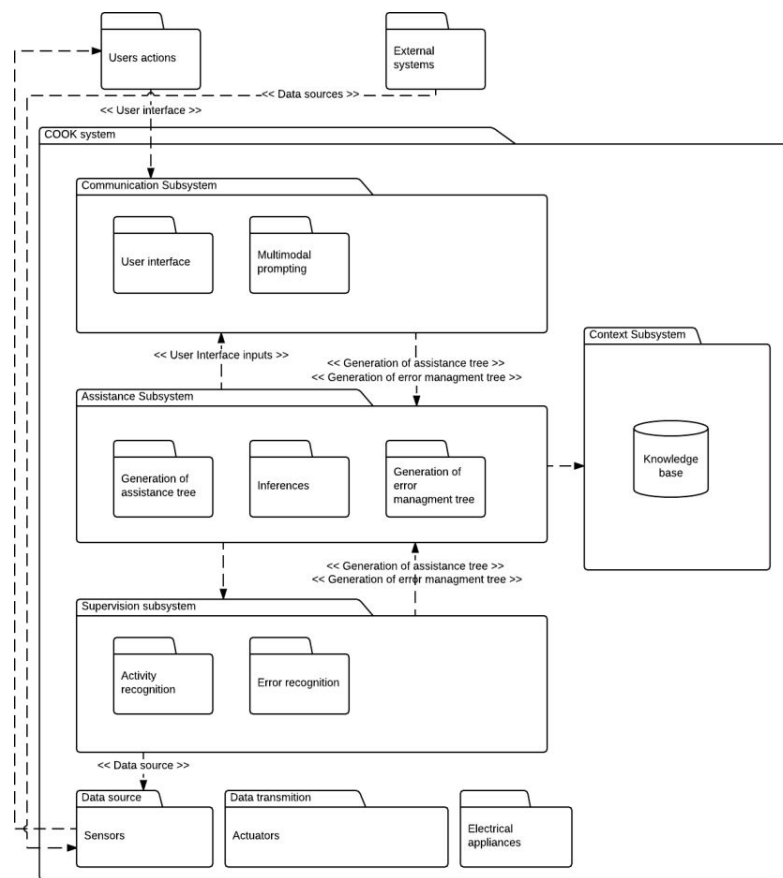 Users actions
External
systems
<< Data sources >>
<< User interface >>
COOK system
Communication Subsystem
User interface
Multimodal
prompting
<< User Interface inputs >>
<< Generation of assistance tree >>
<< Generation of error managment tree >>
Context Subsystem
Knowledge
base
Assistance Subsystem
Generation of
assistance tree
Inferences
Generation of
error
managment tree
<< Generation of assistance tree >>
<< Generation of error managment tree >>
Supervision subsystem
Activity
recognition
Error recognition
<< Data source >>
Data source
Sensors
Data transmition
Actuators
Electrical
appliances